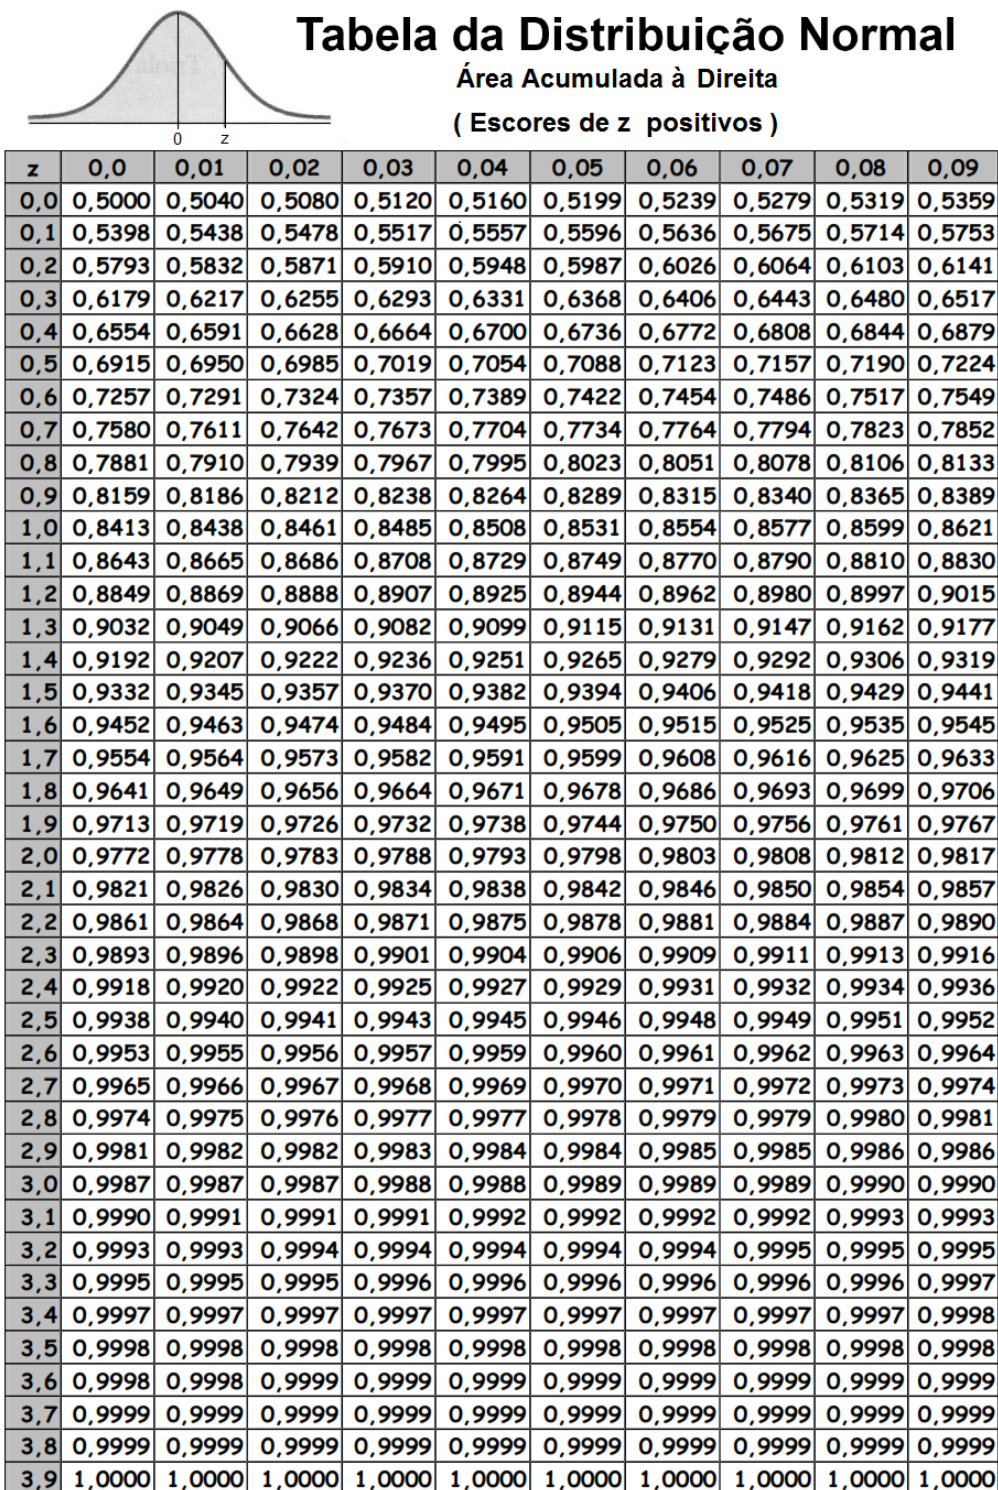 Tabela da Distribuição Normal
Área Acumulada à Direita
( Escores de z positivos )
0 z
z 0,0 0,01 0,02 0,03 0,04 0,05 0,06 0,07 0,08 0,09
0,0 0,5000 0,5040 0,5080 0,5120 0,5160 0,5199 0,5239 0,5279 0,5319 0,5359
0,1 0,5398 0,5438 0,5478 0,5517 0,5557 0,5596 0,5636 0,5675 0,5714 0,5753
0,2 0,5793 0,5832 0,5871 0,5910 0,5948 0,5987 0,6026 0,6064 0,6103 0,6141
0,3 0,6179 0,6217 0,6255 0,6293 0,6331 0,6368 0,6406 0,6443 0,6480 0,6517
0,4 0,6554 0,6591 0,6628 0,6664 0,6700 0,6736 0,6772 0,6808 0,6844 0,6879
0,5 0,6915 0,6950 0,6985 0,7019 0,7054 0,7088 0,7123 0,7157 0,7190 0,7224
0,6 0,7257 0,7291 0,7324 0,7357 0,7389 0,7422 0,7454 0,7486 0,7517 0,7549
0,7 0,7580 0,7611 0,7642 0,7673 0,7704 0,7734 0,7764 0,7794 0,7823 0,7852
0,8 0,7881 0,7910 0,7939 0,7967 0,7995 0,8023 0,8051 0,8078 0,8106 0,8133
0,9 0,8159 0,8186 0,8212 0,8238 0,8264 0,8289 0,8315 0,8340 0,8365 0,8389
1,0 0,8413 0,8438 0,8461 0,8485 0,8508 0,8531 0,8554 0,8577 0,8599 0,8621
1,1 0,8643 0,8665 0,8686 0,8708 0,8729 0,8749 0,8770 0,8790 0,8810 0,8830
1,2 0,8849 0,8869 0,8888 0,8907 0,8925 0,8944 0,8962 0,8980 0,8997 0,9015
1,3 0,9032 0,9049 0,9066 0,9082 0,9099 0,9115 0,9131 0,9147 0,9162 0,9177
1,4 0,9192 0,9207 0,9222 0,9236 0,9251 0,9265 0,9279 0,9292 0,9306 0,9319
1,5 0,9332 0,9345 0,9357 0,9370 0,9382 0,9394 0,9406 0,9418 0,9429 0,9441
1,6 0,9452 0,9463 0,9474 0,9484 0,9495 0,9505 0,9515 0,9525 0,9535 0,9545
1,7 0,9554 0,9564 0,9573 0,9582 0,9591 0,9599 0,9608 0,9616 0,9625 0,9633
1,8 0,9641 0,9649 0,9656 0,9664 0,9671 0,9678 0,9686 0,9693 0,9699 0,9706
1,9 0,9713 0,9719 0,9726 0,9732 0,9738 0,9744 0,9750 0,9756 0,9761 0,9767
2,0 0,9772 0,9778 0,9783 0,9788 0,9793 0,9798 0,9803 0,9808 0,9812 0,9817
2,1 0,9821 0,9826 0,9830 0,9834 0,9838 0,9842 0,9846 0,9850 0,9854 0,9857
2,2 0,9861 0,9864 0,9868 0,9871 0,9875 0,9878 0,9881 0,9884 0,9887 0,9890
2,3 0,9893 0,9896 0,9898 0,9901 0,9904 0,9906 0,9909 0,9911 0,9913 0,9916
2,4 0,9918 0,9920 0,9922 0,9925 0,9927 0,9929 0,9931 0,9932 0,9934 0,9936
2,5 0,9938 0,9940 0,9941 0,9943 0,9945 0,9946 0,9948 0,9949 0,9951 0,9952
2,6 0,9953 0,9955 0,9956 0,9957 0,9959 0,9960 0,9961 0,9962 0,9963 0,9964
2,7 0,9965 0,9966 0,9967 0,9968 0,9969 0,9970 0,9971 0,9972 0,9973 0,9974
2,8 0,9974 0,9975 0,9976 0,9977 0,9977 0,9978 0,9979 0,9979 0,9980 0,9981
2,9 0,9981 0,9982 0,9982 0,9983 0,9984 0,9984 0,9985 0,9985 0,9986 0,9986
3,0 0,9987 0,9987 0,9987 0,9988 0,9988 0,9989 0,9989 0,9989 0,9990 0,9990
3,1 0,9990 0,9991 0,9991 0,9991 0,9992 0,9992 0,9992 0,9992 0,9993 0,9993
3,2 0,9993 0,9993 0,9994 0,9994 0,9994 0,9994 0,9994 0,9995 0,9995 0,9995
3,3 0,9995 0,9995 0,9995 0,9996 0,9996 0,9996 0,9996 0,9996 0,9996 0,9997
3,4 0,9997 0,9997 0,9997 0,9997 0,9997 0,9997 0,9997 0,9997 0,9997 0,9998
3,5 0,9998 0,9998 0,9998 0,9998 0,9998 0,9998 0,9998 0,9998 0,9998 0,9998
3,6 0,9998 0,9998 0,9999 0,9999 0,9999 0,9999 0,9999 0,9999 0,9999 0,9999
3,7 0,9999 0,9999 0,9999 0,9999 0,9999 0,9999 0,9999 0,9999 0,9999 0,9999
3,8 0,9999 0,9999 0,9999 0,9999 0,9999 0,9999 0,9999 0,9999 0,9999 0,9999
3,9 1,0000 1,0000 1,0000 1,0000 1,0000 1,0000 1,0000 1,0000 1,0000 1,0000